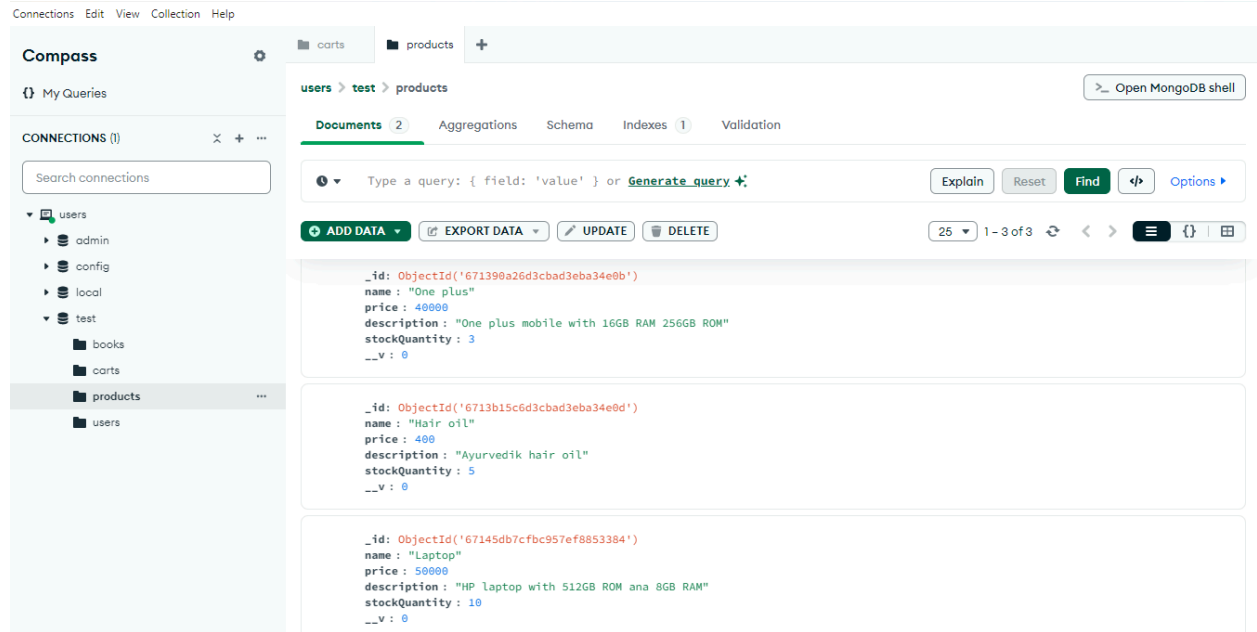 Connections Edit View Collection Help
Compass
{} My Queries
CONNECTIONS (1)
Search connections
users
admin
config
local
test
books
carts
products
users
carts
products
users > test > products
>_ Open MongoDB shell
Documents 2 Aggregations Schema Indexes 1 Validation
Type a query: { field: 'value' } or Generate query
Explain Reset Find </> Options
ADD DATA EXPORT DATA UPDATE DELETE
25 1 – 3 of 3 {}
_id: ObjectId('671390a26d3cbad3eba34e0b')
name : "One plus"
price : 40000
description : "One plus mobile with 16GB RAM 256GB ROM"
stockQuantity : 3
__v : 0
_id: ObjectId('6713b15c6d3cbad3eba34e0d')
name : "Hair oil"
price : 400
description : "Ayurvedik hair oil"
stockQuantity : 5
__v : 0
_id: ObjectId('67145db7cfbc957ef8853384')
name : "Laptop"
price : 50000
description : "HP laptop with 512GB ROM ana 8GB RAM"
stockQuantity : 10
__v : 0